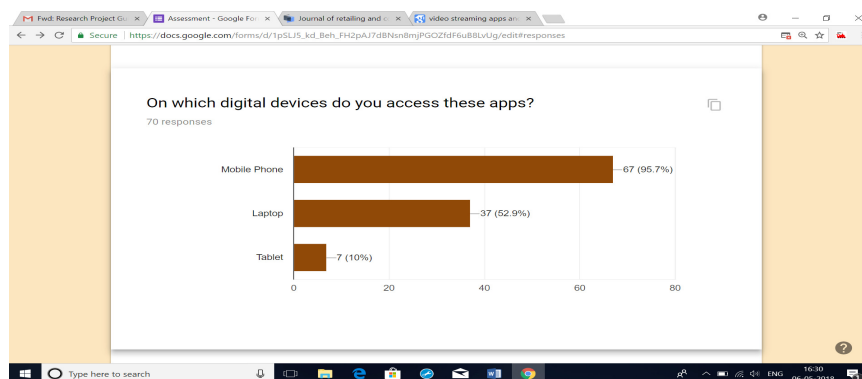 Fwd: Research Project Gu
Assessment - Google For
Journal of retailing and c
video streaming apps an
Secure | https://docs.google.com/forms/d/1pSLJ5_kd_Beh_FH2pAJ7dBNsn8mjPGOZfdF6uB8LvUg/edit#responses
On which digital devices do you access these apps?
70 responses
Mobile Phone 67 (95.7%)
Laptop 37 (52.9%)
Tablet 7 (10%)
0 20 40 60 80
Type here to search
ENG
16:30
06-05-2018